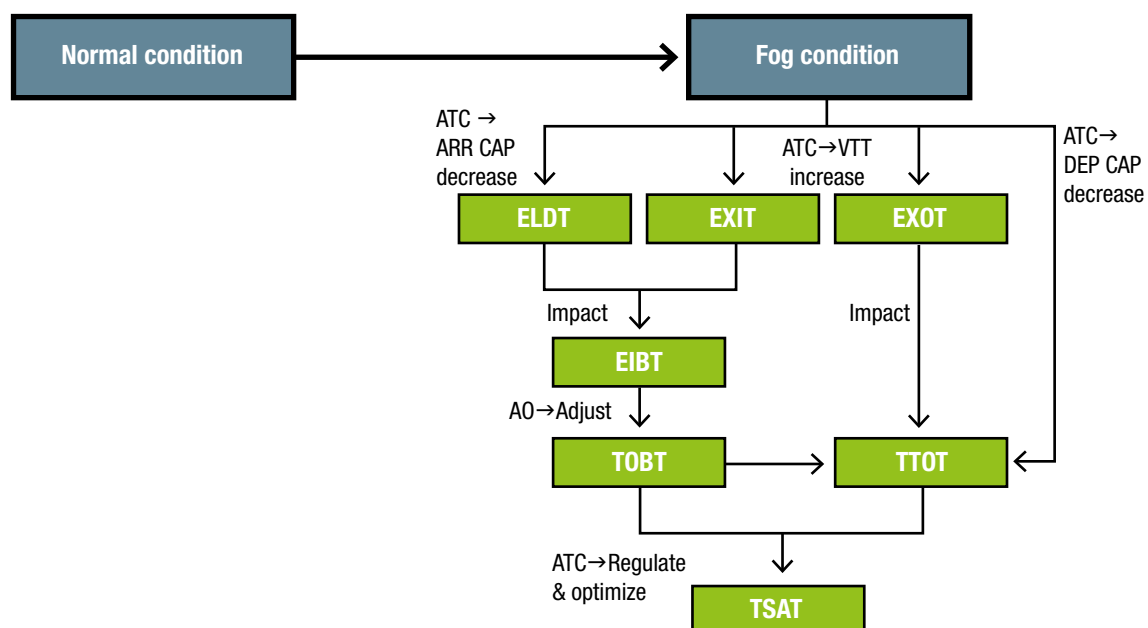 Normal condition
Fog condition
ATC →
ARR CAP
decrease
ATC→VTT
increase
ATC→
DEP CAP
decrease
ELDT
EXIT
EXOT
Impact
Impact
EIBT
AO→Adjust
TOBT
TTOT
ATC→Regulate
& optimize
TSAT